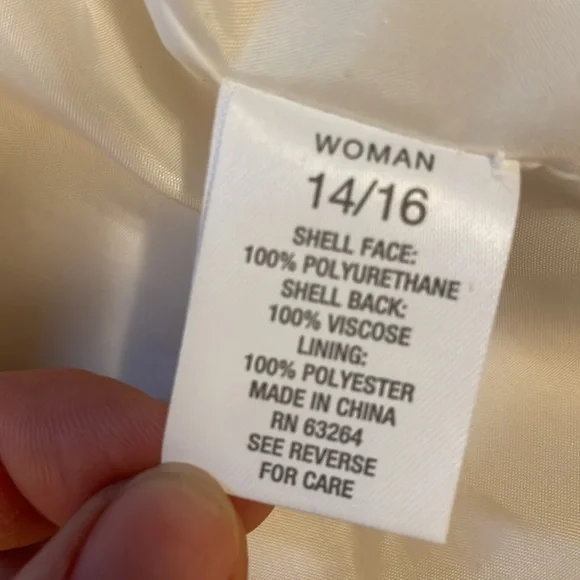 WOMAN
14/16
SHELL FACE:
100% POLYURETHANE
SHELL BACK:
100% VISCOSE
LINING:
100% POLYESTER
MADE IN CHINA
RN 63264
SEE REVERSE
FOR CARE